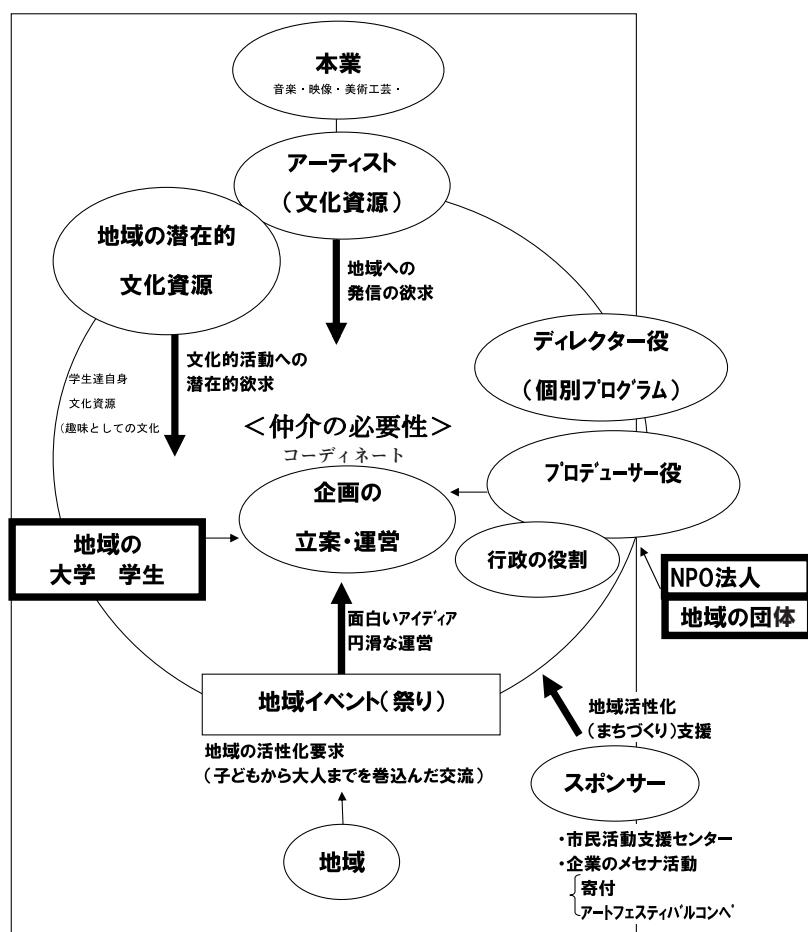 本業
音楽・映像・美術工芸・
アーティスト
(文化資源)
地域の潜在的
文化資源
地域への
発信の欲求
ディレクター役
(個別プログラム)
文化的活動への
潜在的欲求
学生達自身
文化資源
(趣味としての文化
＜仲介の必要性＞
コーディネート
企画の
立案・運営
プロデューサー役
行政の役割
地域の
大学　学生
NPO法人
地域の団体
面白いアイディア
円滑な運営
地域イベント(祭り)
地域の活性化要求
(子どもから大人までを巻込んだ交流)
地域活性化
(まちづくり)支援
スポンサー
地域
・市民活動支援センター
・企業のメセナ活動
寄付
アートフェスティバルコンペ